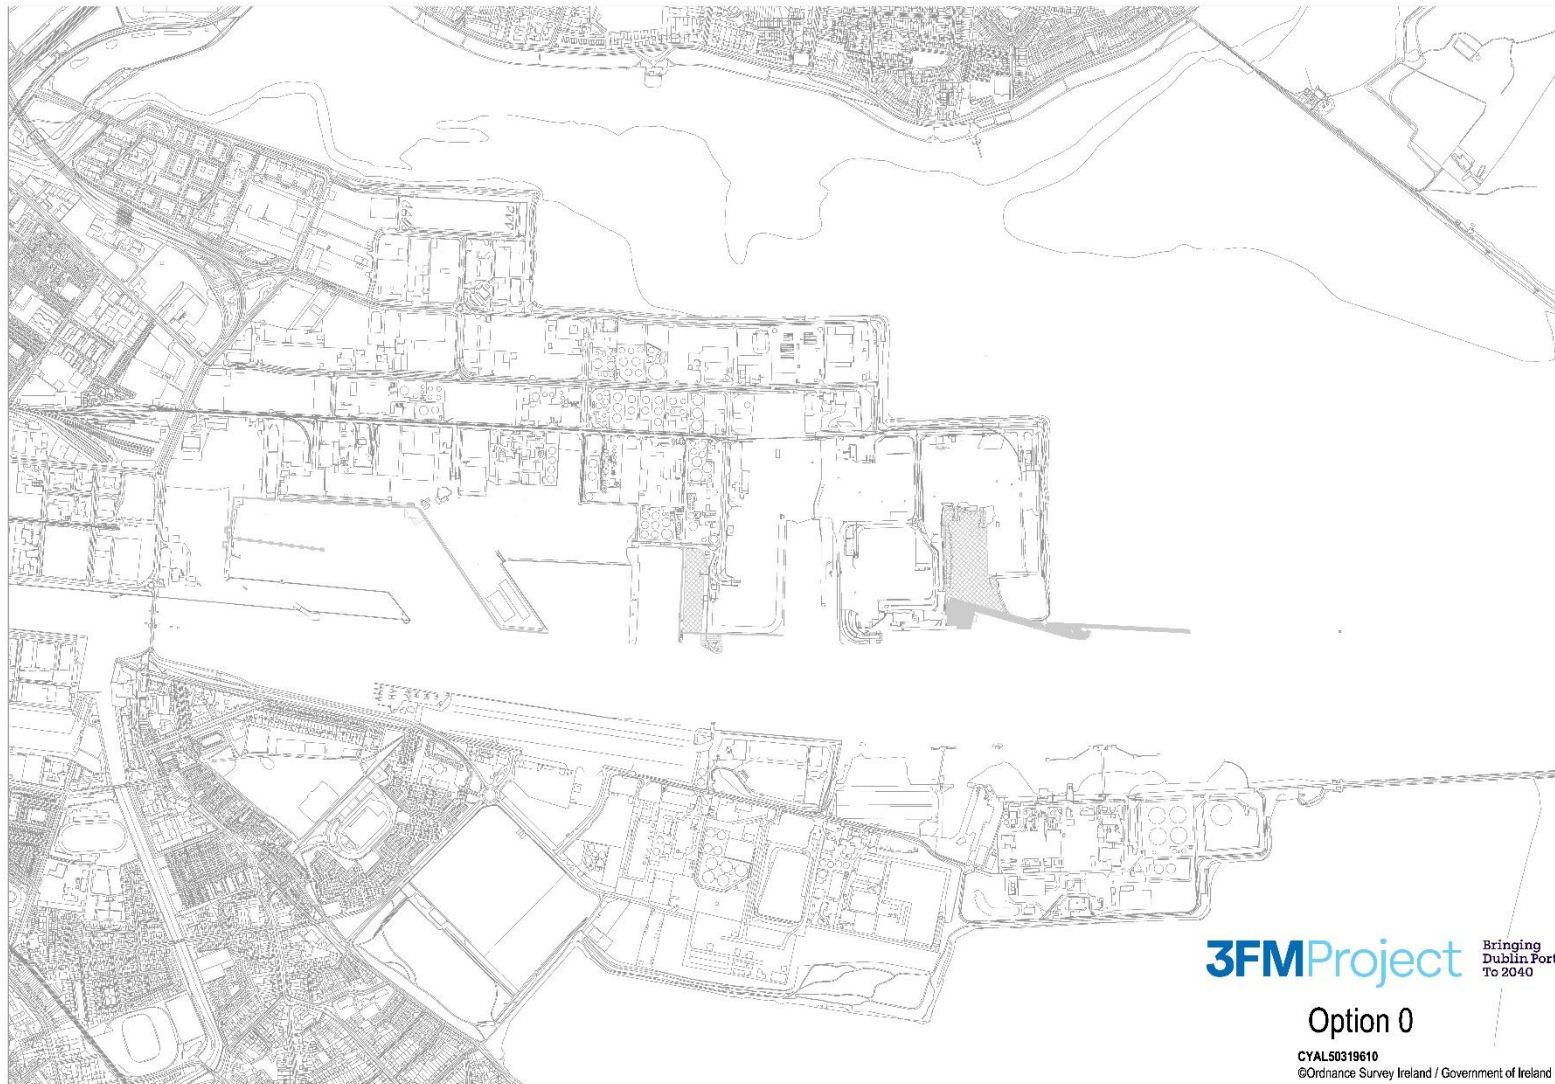 3FMProject
Bringing
Dublin Port
To 2040
Option 0
CYAL50319610
©Ordnance Survey Ireland / Government of Ireland